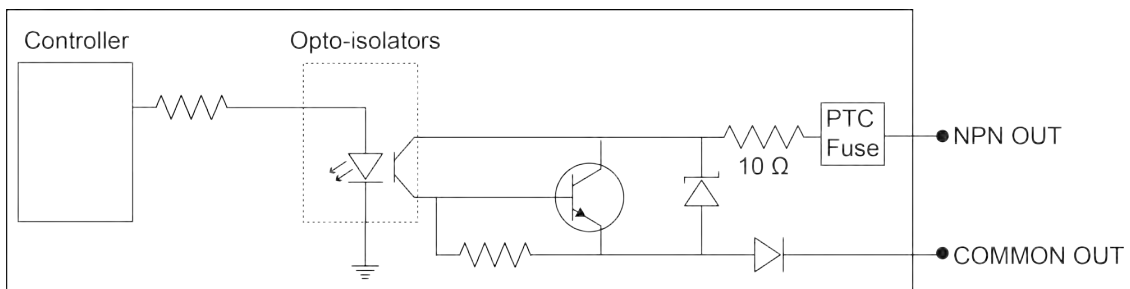 Controller
Opto-isolators
PTC
Fuse
10 Ω
NPN OUT
COMMON OUT